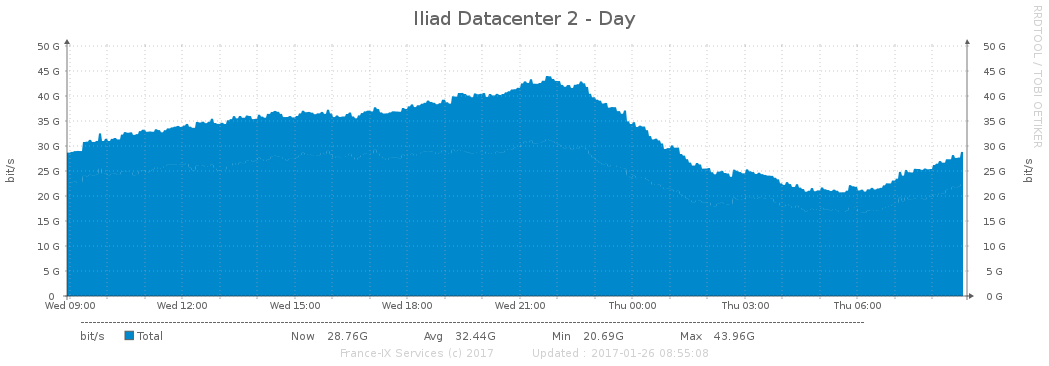 Iliad Datacenter 2 - Day
RRDTOOL / TOBI OETIKER
50 G 50 G
45 G 45 G
40 G 40 G
35 G 35 G
30 G 30 G
25 G 25 G
20 G 20 G
15 G 15 G
10 G 10 G
5 G 5 G
0 0 G
bit/s bit/s
Wed 09:00 Wed 12:00 Wed 15:00 Wed 18:00 Wed 21:00 Thu 00:00 Thu 03:00 Thu 06:00
bit/s Total Now 28.76G Avg 32.44G Min 20.69G Max 43.96G
France-IX Services (c) 2017 Updated : 2017-01-26 08:55:08